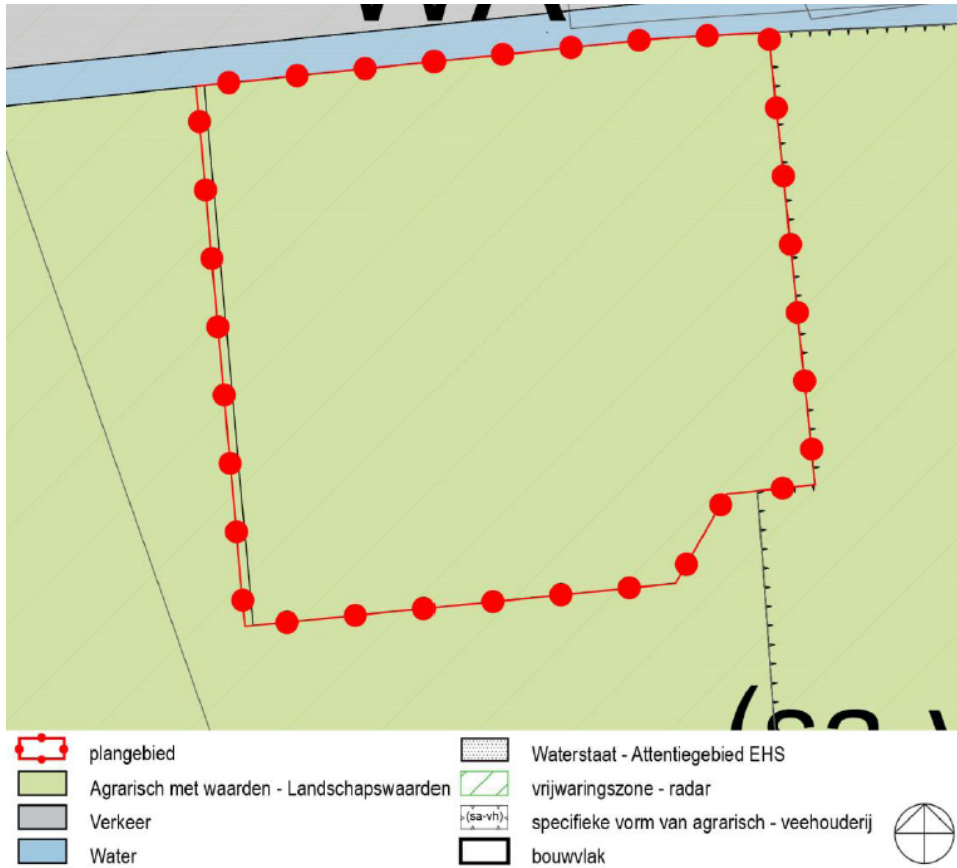 plangebied
Agrarisch met waarden - Landschapswaarden
Verkeer
Water
Waterstaat - Attentiegebied EHS
vrijwaringszone - radar
(sa-vh) specifieke vorm van agrarisch - veehouderij
bouwvlak